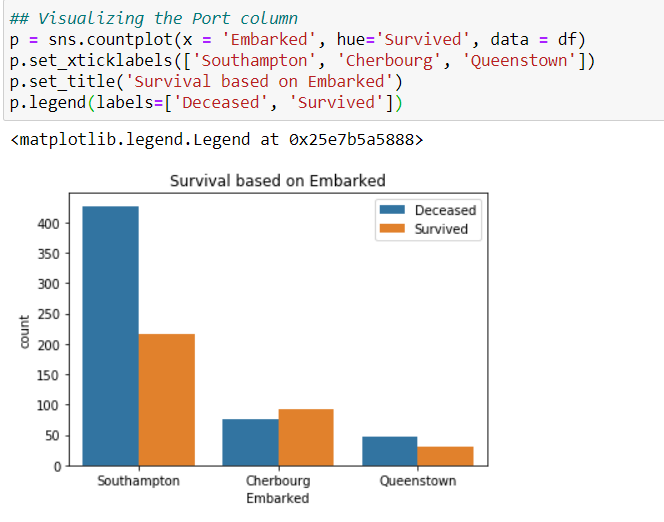 ## Visualizing the Port column
p = sns.countplot(x = 'Embarked', hue='Survived', data = df)
p.set_xticklabels(['Southampton', 'Cherbourg', 'Queenstown'])
p.set_title('Survival based on Embarked')
p.legend(labels=['Deceased', 'Survived'])
<matplotlib.legend.Legend at 0x25e7b5a5888>
Survival based on Embarked
Deceased
Survived
400
350
300
250
200
150
100
50
0
count
Southampton Cherbourg Queenstown
Embarked